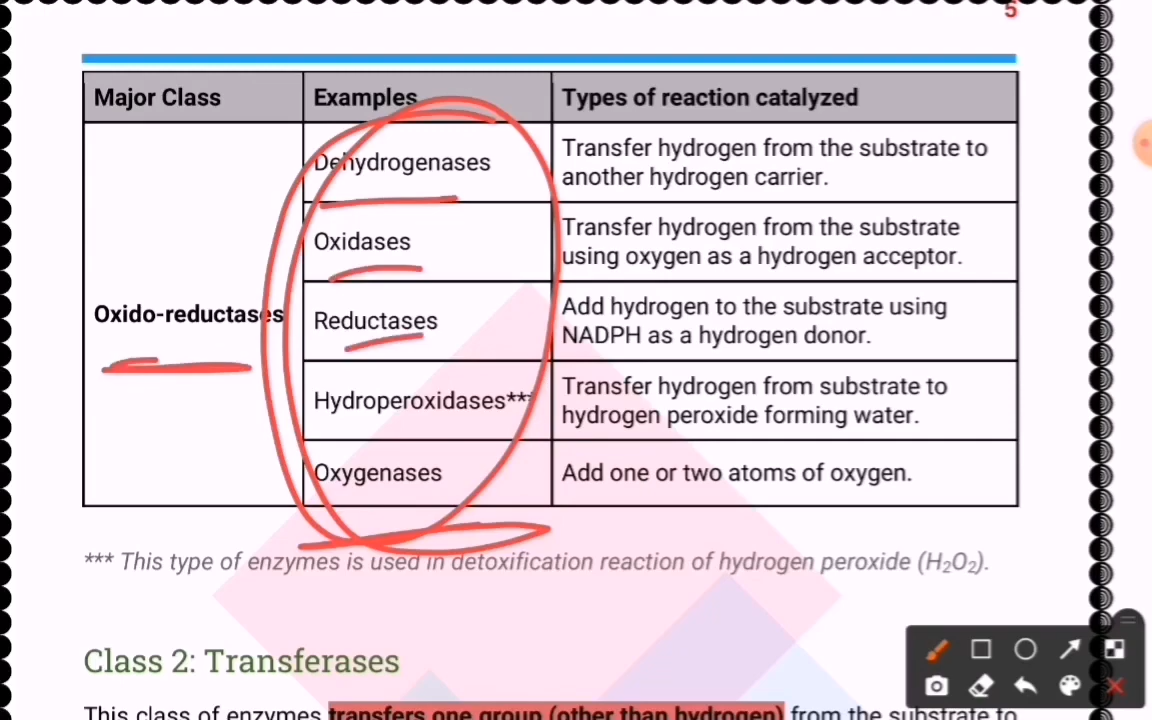 5
Major Class Examples Types of reaction catalyzed
Dehydrogenases Transfer hydrogen from the substrate to
another hydrogen carrier.
Oxidases Transfer hydrogen from the substrate
using oxygen as a hydrogen acceptor.
Oxido-reductases Reductases Add hydrogen to the substrate using
NADPH as a hydrogen donor.
Hydroperoxidases*** Transfer hydrogen from substrate to
hydrogen peroxide forming water.
Oxygenases Add one or two atoms of oxygen.
*** This type of enzymes is used in detoxification reaction of hydrogen peroxide (H₂O₂).
Class 2: Transferases
This class of enzymes transfers one group (other than hydrogen) from the substrate to